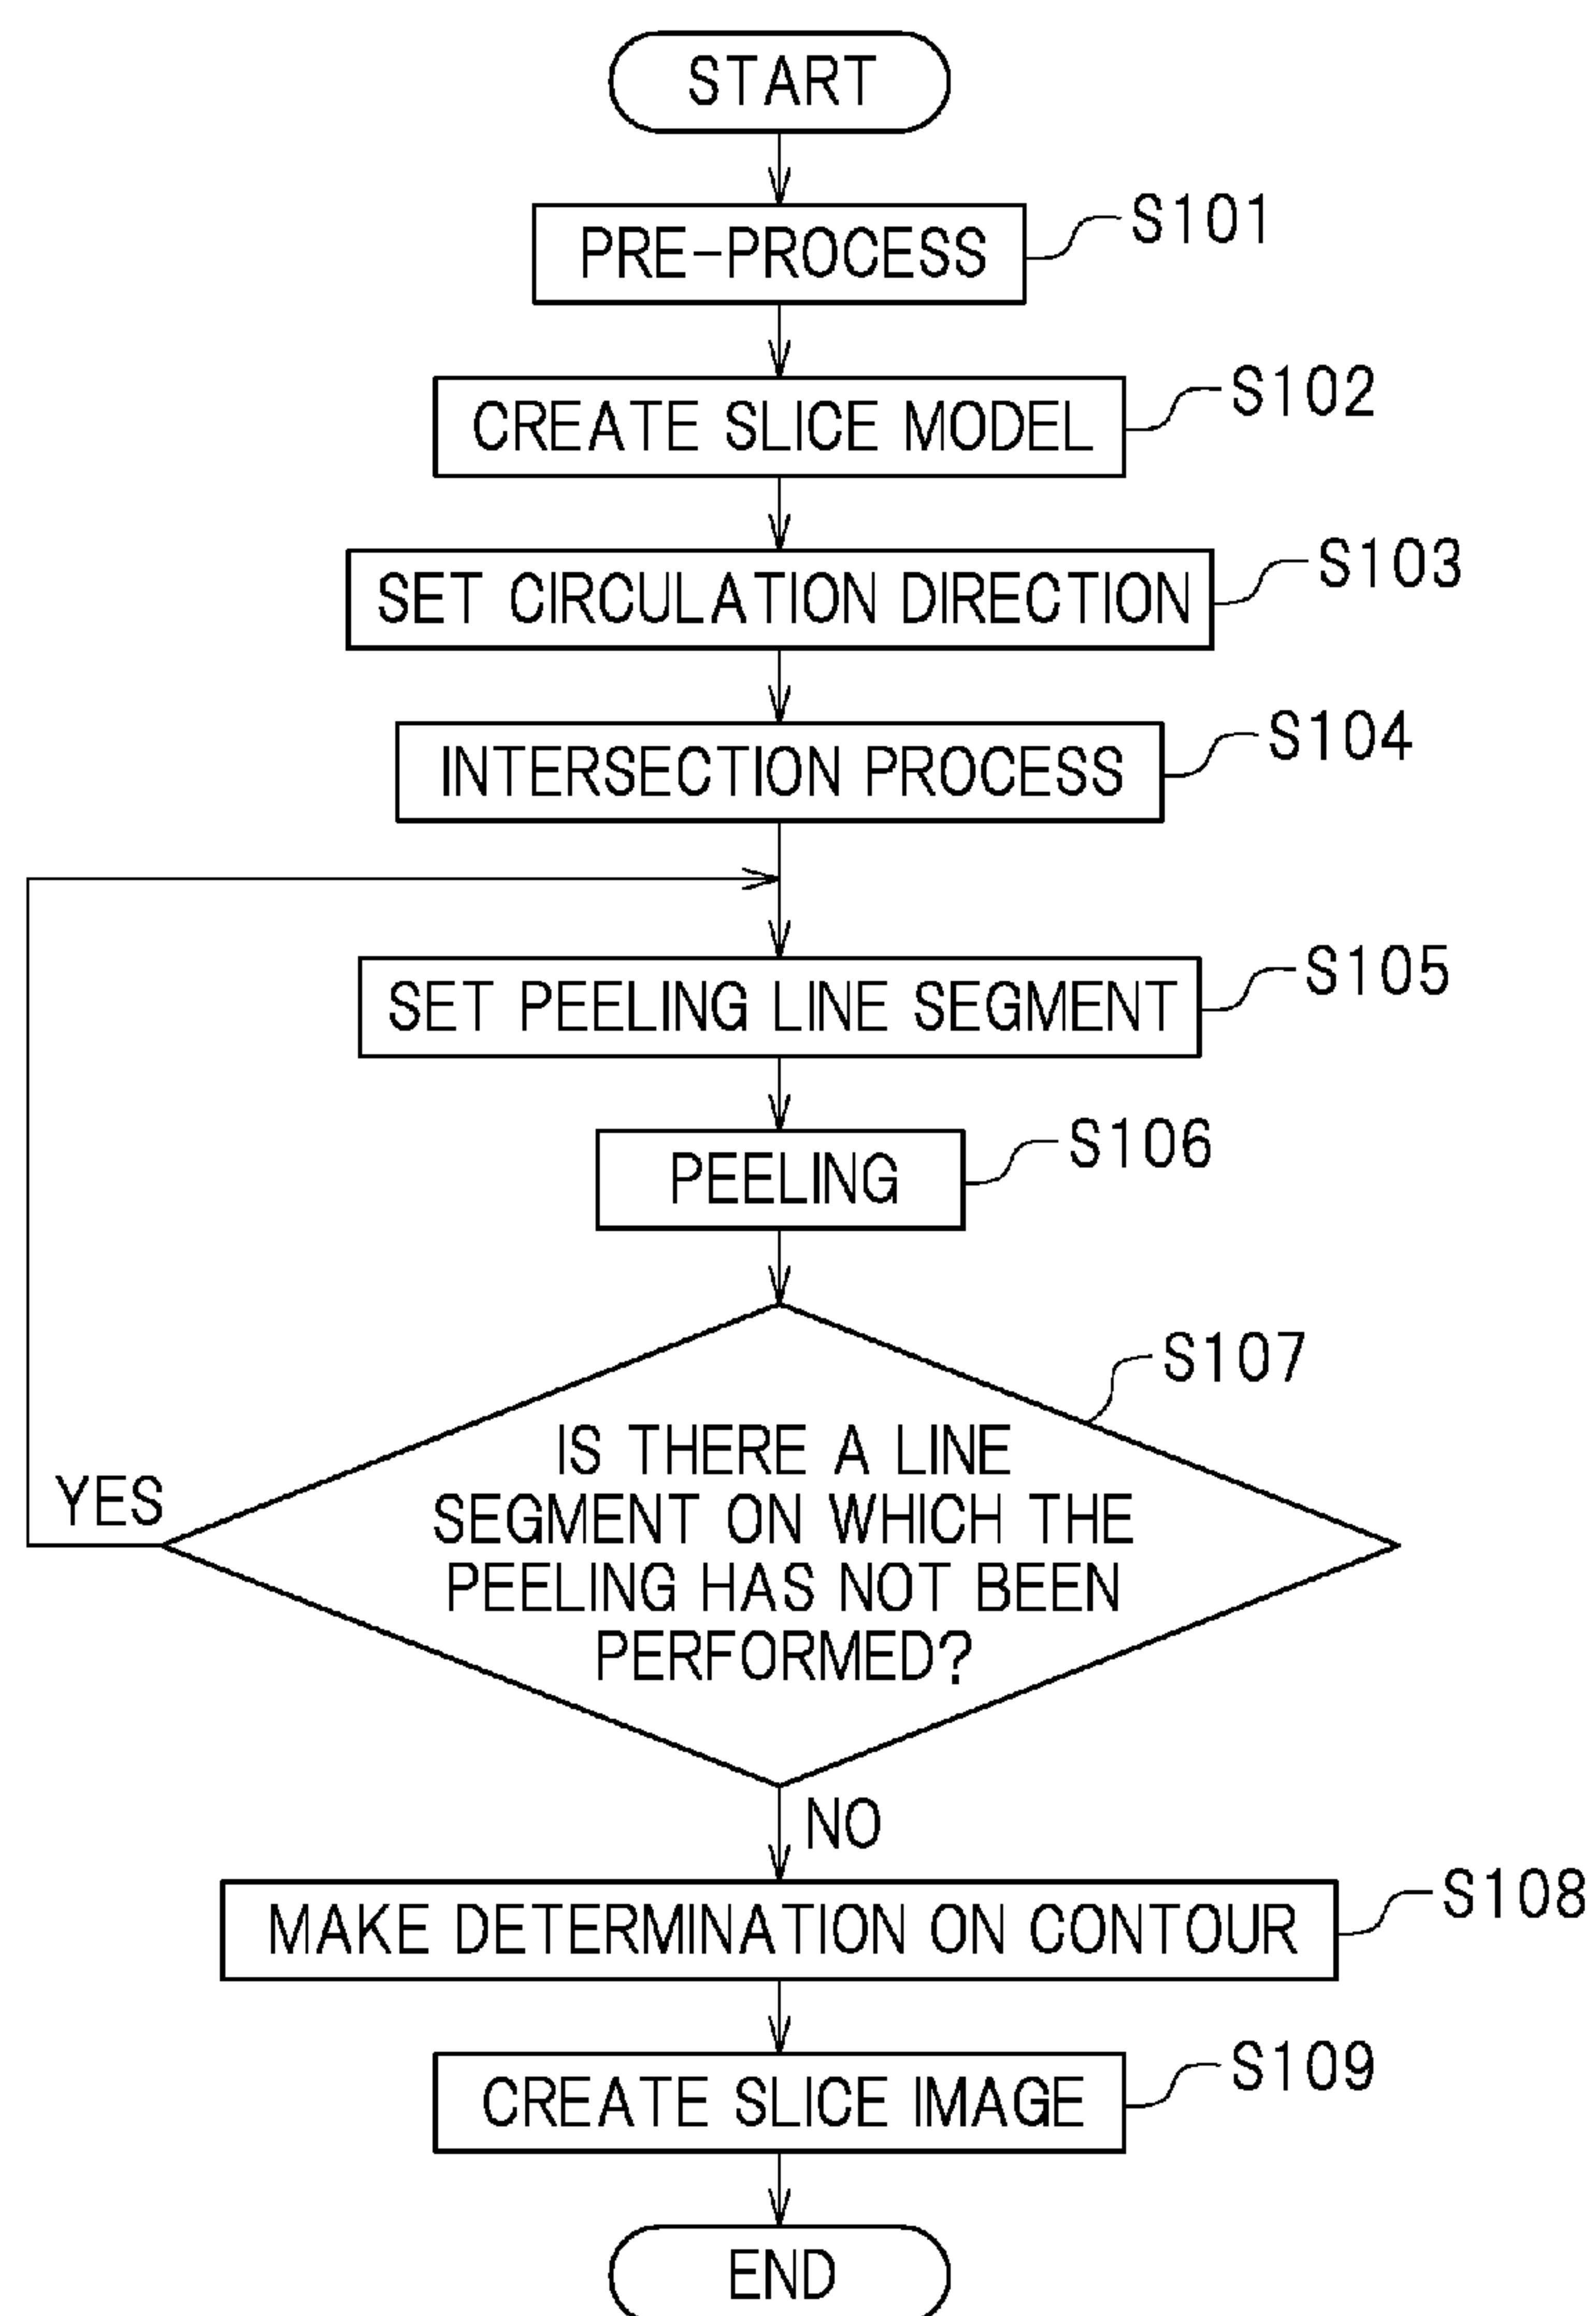 START
PRE-PROCESS
S101
CREATE SLICE MODEL
S102
SET CIRCULATION DIRECTION
S103
INTERSECTION PROCESS
S104
SET PEELING LINE SEGMENT
S105
PEELING
S106
S107
IS THERE A LINE
SEGMENT ON WHICH THE
PEELING HAS NOT BEEN
PERFORMED?
YES
NO
MAKE DETERMINATION ON CONTOUR
S108
CREATE SLICE IMAGE
S109
END